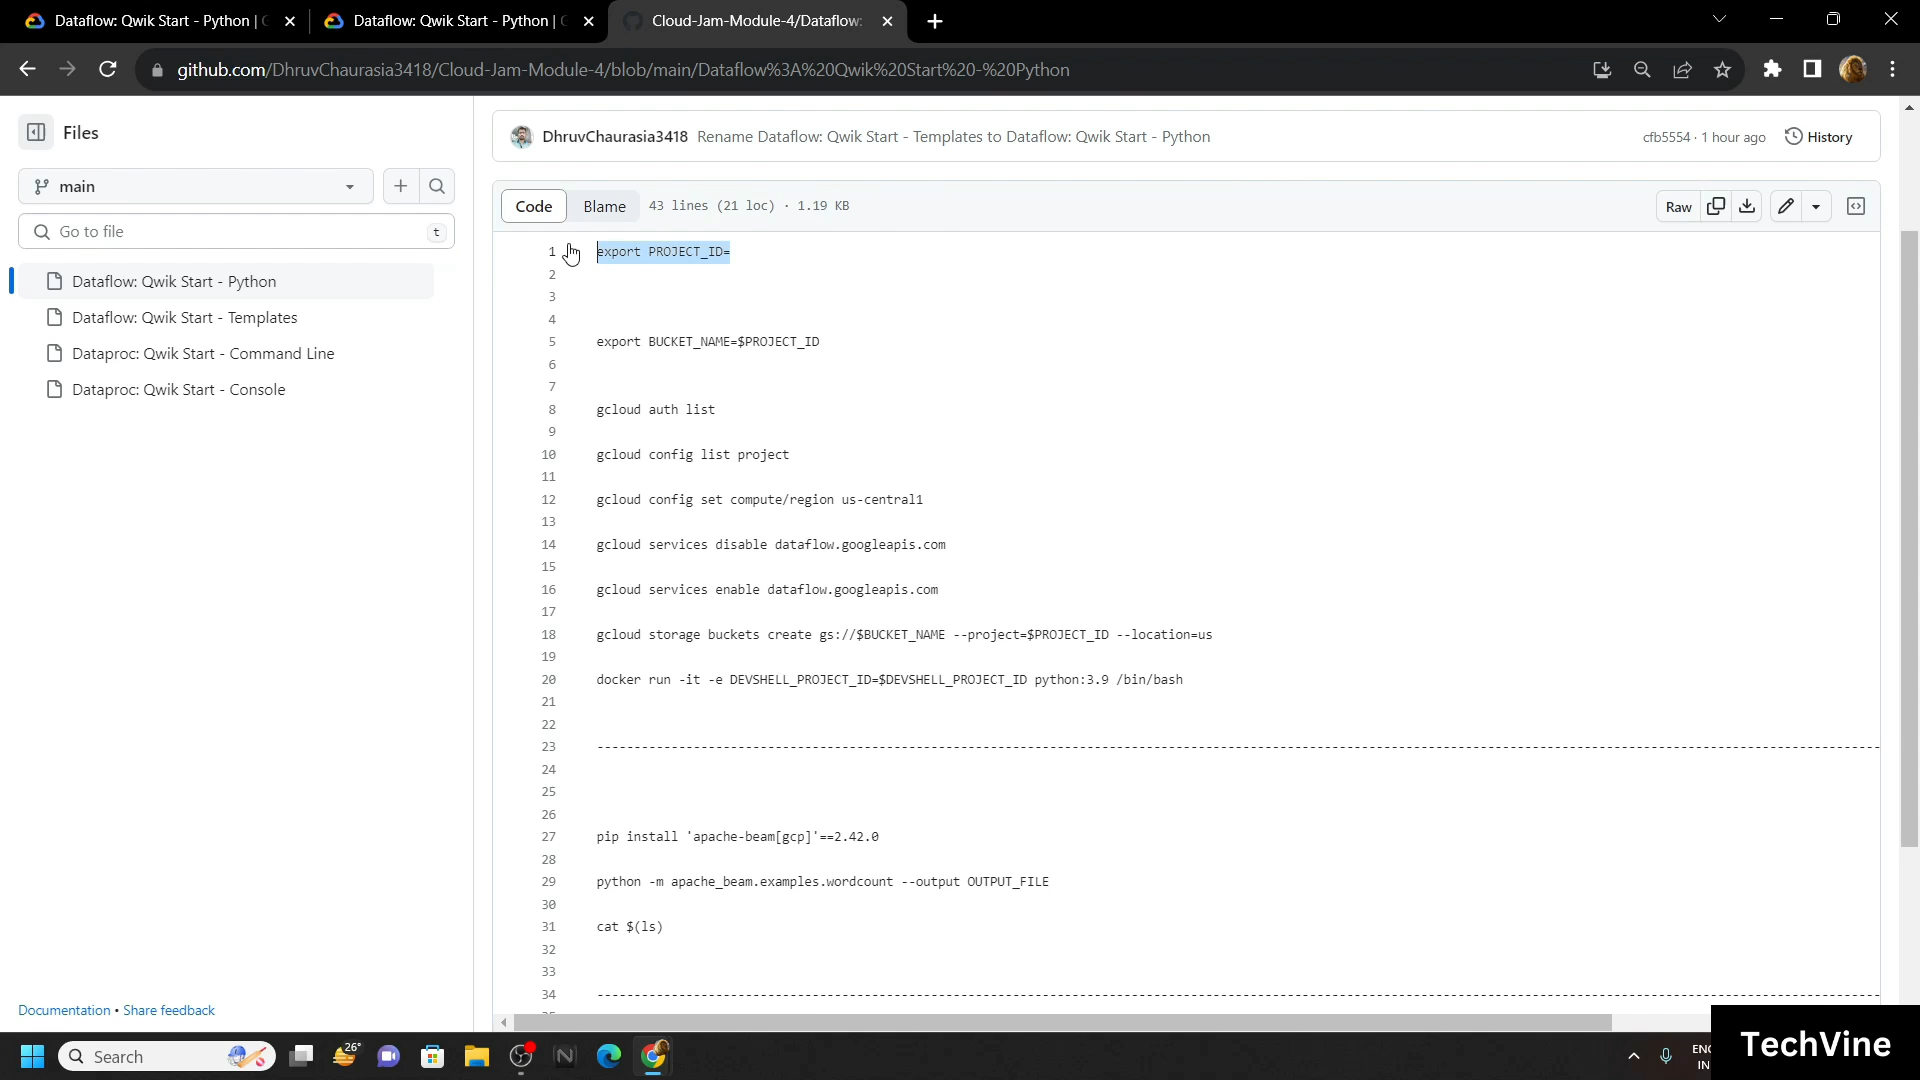 Dataflow: Qwik Start - Python |
Dataflow: Qwik Start - Python |
Cloud-Jam-Module-4/Dataflow:
github.com/DhruvChaurasia3418/Cloud-Jam-Module-4/blob/main/Dataflow%3A%20Qwik%20Start%20-%20Python
Files
main
Go to file
t
Dataflow: Qwik Start - Python
Dataflow: Qwik Start - Templates
Dataproc: Qwik Start - Command Line
Dataproc: Qwik Start - Console
Documentation • Share feedback
DhruvChaurasia3418 Rename Dataflow: Qwik Start - Templates to Dataflow: Qwik Start - Python
cfb5554 · 1 hour ago
History
Code
Blame
43 lines (21 loc) · 1.19 KB
Raw
1 export PROJECT_ID=
2
3
4
5 export BUCKET_NAME=$PROJECT_ID
6
7
8 gcloud auth list
9
10 gcloud config list project
11
12 gcloud config set compute/region us-central1
13
14 gcloud services disable dataflow.googleapis.com
15
16 gcloud services enable dataflow.googleapis.com
17
18 gcloud storage buckets create gs://$BUCKET_NAME --project=$PROJECT_ID --location=us
19
20 docker run -it -e DEVSHELL_PROJECT_ID=$DEVSHELL_PROJECT_ID python:3.9 /bin/bash
21
22
23
24
25
26
27 pip install 'apache-beam[gcp]'==2.42.0
28
29 python -m apache_beam.examples.wordcount --output OUTPUT_FILE
30
31 cat $(ls)
32
33
34
Search
26°
IN
TechVine